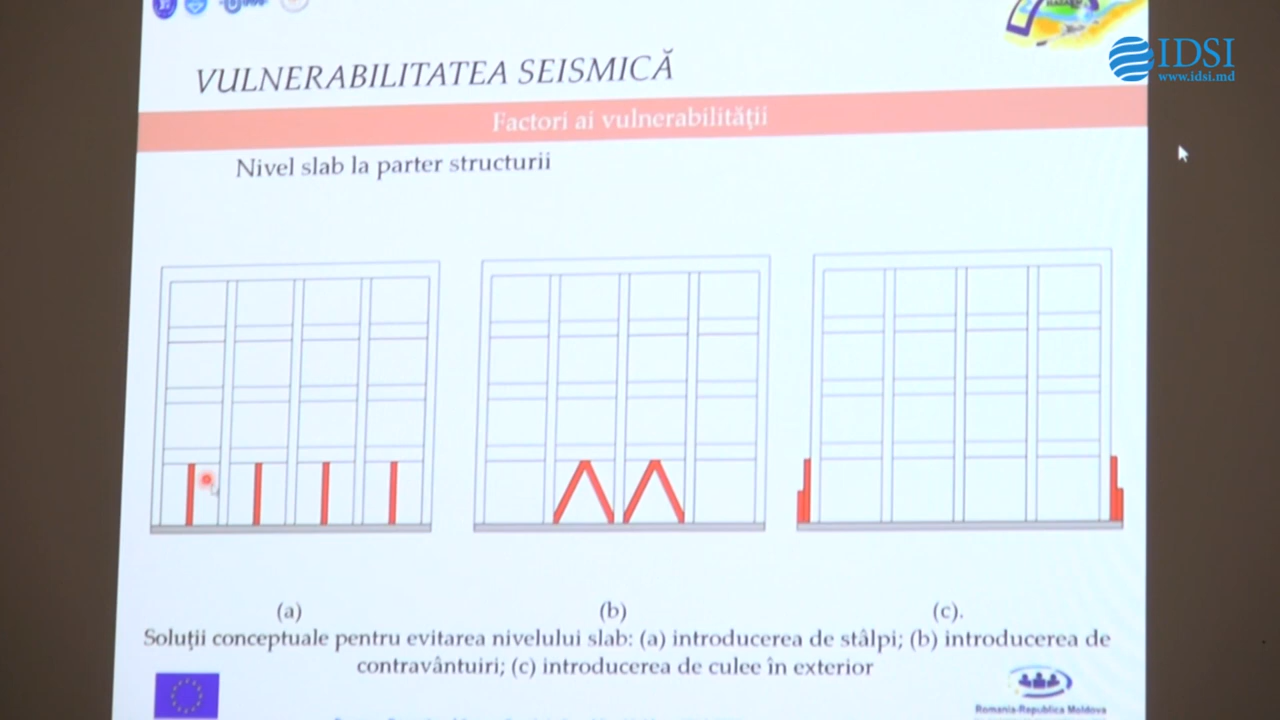 IDSI
www.idsi.md
VULNERABILITATEA SEISMICĂ
Factori ai vulnerabilității
Nivel slab la parter structurii
(a) (b) (c).
Soluții conceptuale pentru evitarea nivelului slab: (a) introducerea de stâlpi; (b) introducerea de
contravântuiri; (c) introducerea de culee în exterior
Romania-Republica Moldova